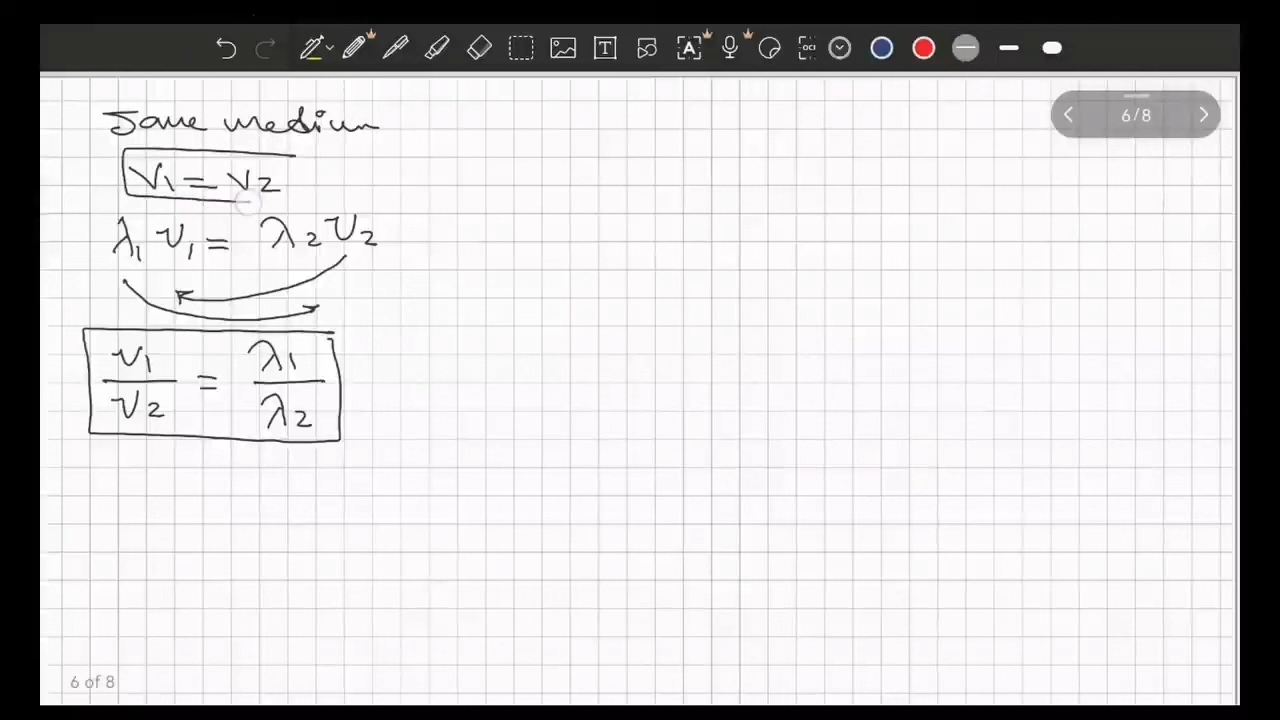 6/8
Same medium
V1 = V2
λ1 ν1 = λ2 ν2
ν1/ν2 = λ1/λ2
6 of 8